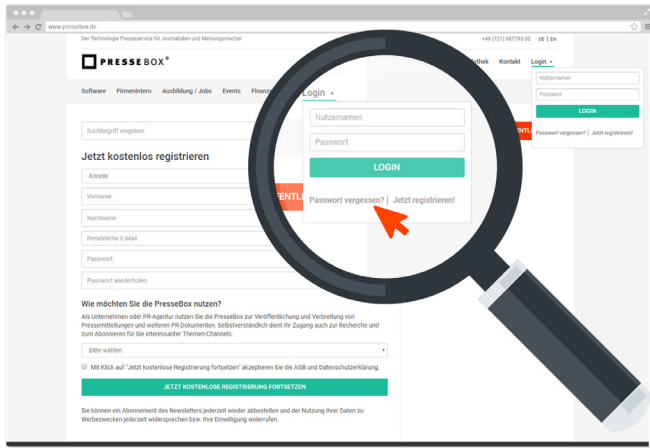 www.pressebox.de
Der Technologie Presseservice für Journalisten und Meinungsmacher
+49 (721) 987793-30 DE | EN
PRESSEBOX®
Kontakt Login
Software Firmenintern Ausbildung / Jobs Events
Login
Nutzernamen
Passwort
LOGIN
Passwort vergessen? | Jetzt registrieren!
Nutzernamen
Passwort
LOGIN
Passwort vergessen? | Jetzt registrieren!
Suchbegriff eingeben
Jetzt kostenlos registrieren
Anrede
Vorname
Nachname
Persönliche E-Mail
Passwort
Passwort wiederholen
Wie möchten Sie die PresseBox nutzen?
Als Unternehmen oder PR-Agentur nutzen Sie die PresseBox zur Veröffentlichung und Verbreitung von
Pressemitteilungen und weiteren PR-Dokumenten. Selbstverständlich dient Ihr Zugang auch zur Recherche und
zum Abonnieren für Sie interessanter Themen-Channels.
Bitte wählen
Mit Klick auf "Jetzt kostenlose Registrierung fortsetzen" akzeptieren Sie die AGB und Datenschutzerklärung.
JETZT KOSTENLOSE REGISTRIERUNG FORTSETZEN
Sie können ein Abonnement des Newsletters jederzeit wieder abbestellen und der Nutzung Ihrer Daten zu
Werbezwecken jederzeit widersprechen bzw. Ihre Einwilligung widerrufen.